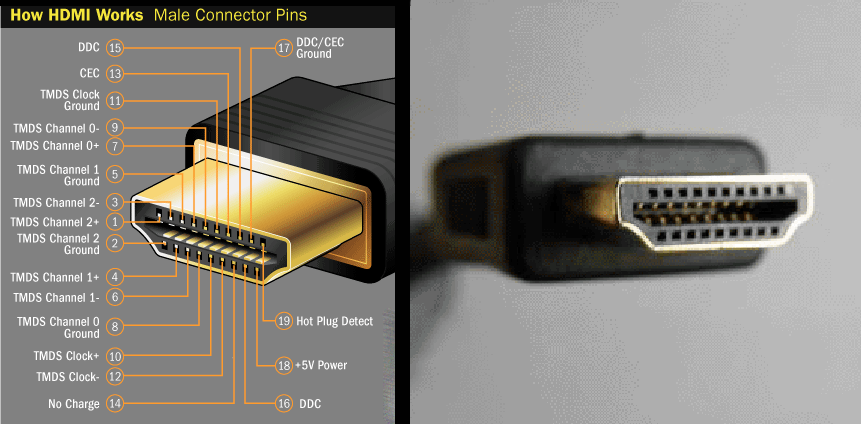 How HDMI Works Male Connector Pins
DDC 15
17 DDC/CEC
Ground
CEC 13
TMDS Clock
Ground 11
TMDS Channel 0- 9
TMDS Channel 0+ 7
TMDS Channel 1
Ground 5
TMDS Channel 2- 3
TMDS Channel 2+ 1
TMDS Channel 2
Ground 2
TMDS Channel 1+ 4
TMDS Channel 1- 6
TMDS Channel 0
Ground 8
19 Hot Plug Detect
TMDS Clock+ 10
18 +5V Power
TMDS Clock- 12
No Charge 14
16 DDC